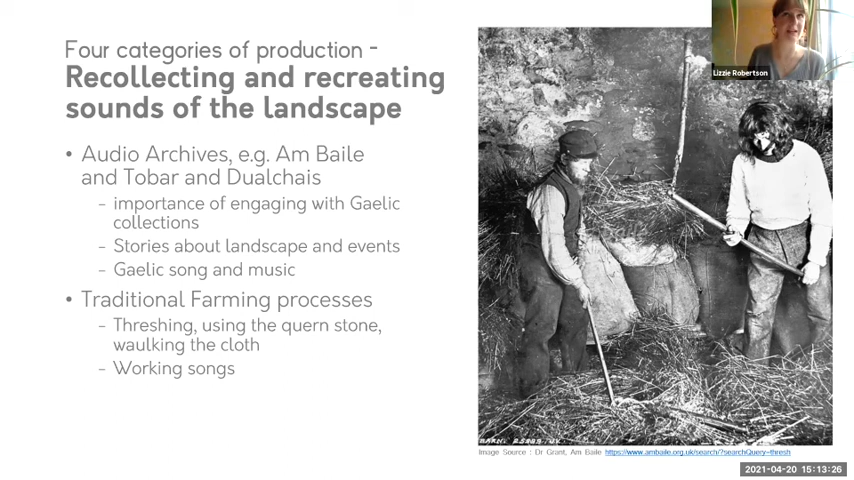 Four categories of production -
Recollecting and recreating
sounds of the landscape
• Audio Archives, e.g. Am Baile
and Tobar and Dualchais
– importance of engaging with Gaelic
collections
– Stories about landscape and events
– Gaelic song and music
• Traditional Farming processes
– Threshing, using the quern stone,
waulking the cloth
– Working songs
Lizzie Robertson
Image Source : Dr Grant, Am Baile https://www.ambaile.org.uk/search/?searchQuery=thresh
2021-04-20 15:13:26